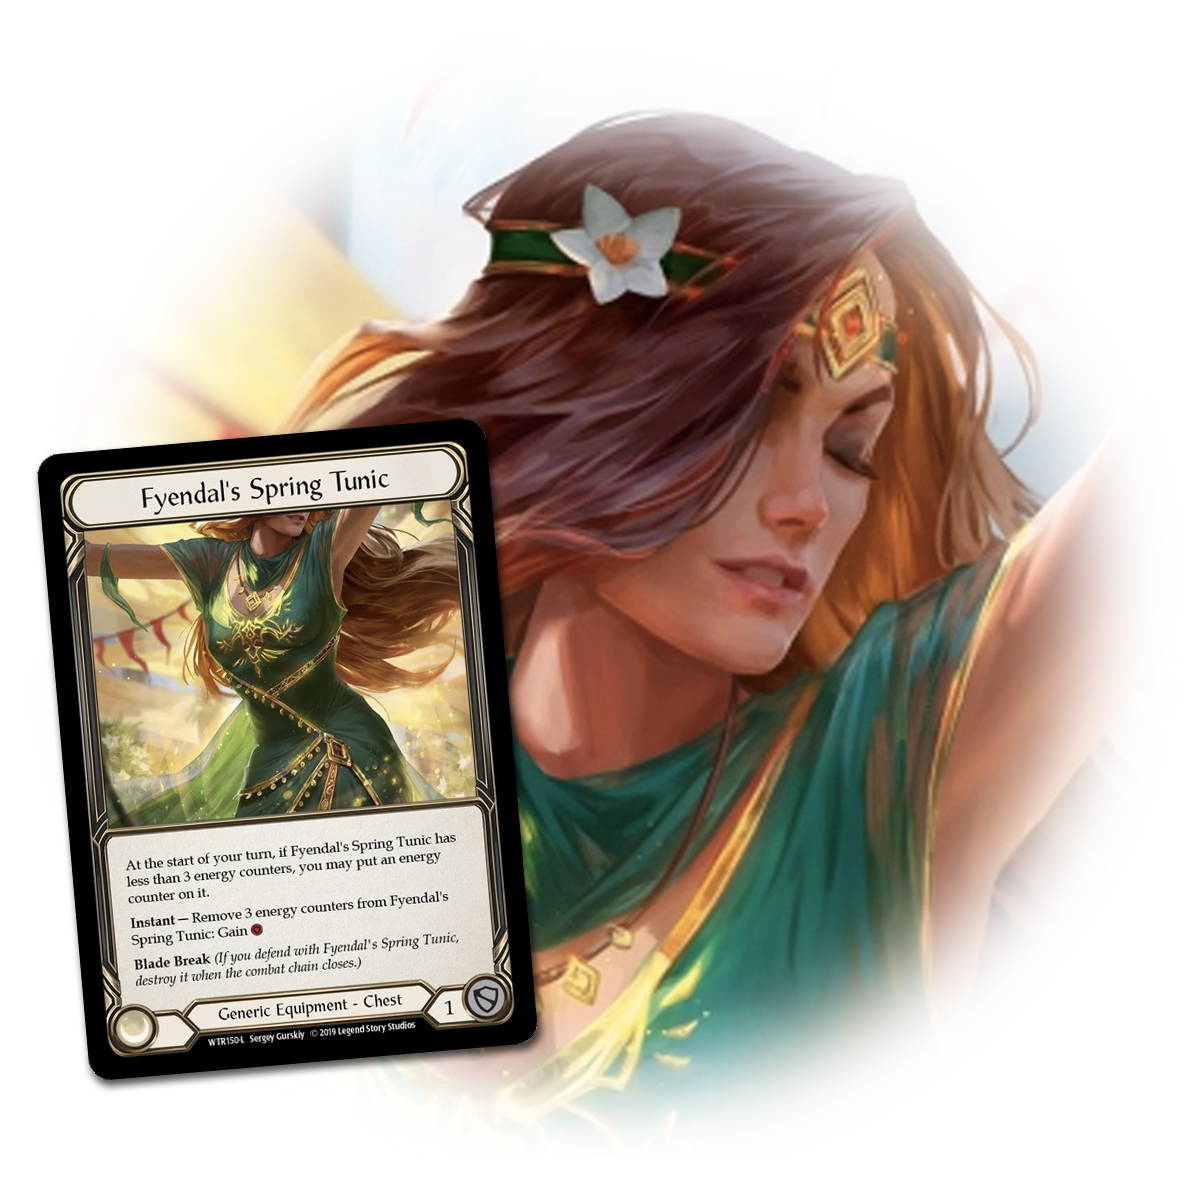 Fyendal's Spring Tunic
At the start of your turn, if Fyendal's Spring Tunic has
less than 3 energy counters, you may put an energy
counter on it.
Instant — Remove 3 energy counters from Fyendal's
Spring Tunic: Gain
Blade Break (If you defend with Fyendal's Spring Tunic,
destroy it when the combat chain closes.)
Generic Equipment - Chest
1
WTR150-L Sergey Gurskiy © 2019 Legend Story Studios